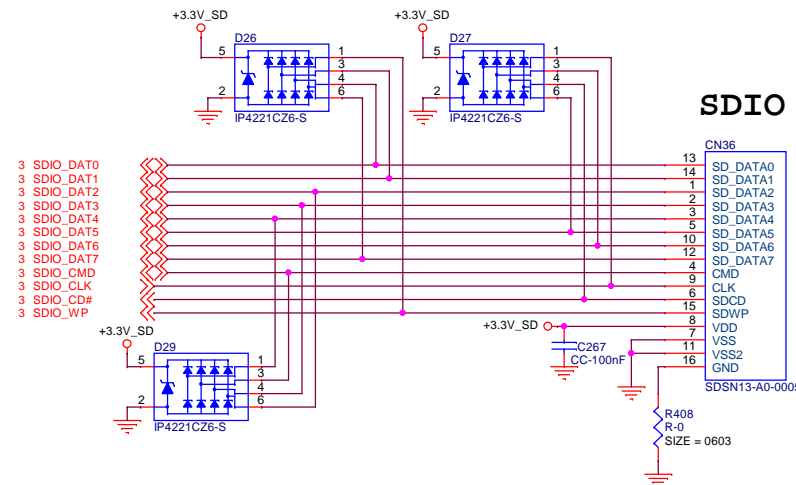 +3.3V_SD
+3.3V_SD
D26
D27
5
1
3
4
2
6
5
1
3
4
2
6
IP4221CZ6-S
IP4221CZ6-S
SDIO
CN36
3 SDIO_DAT0
13 SD_DATA0
3 SDIO_DAT1
14 SD_DATA1
3 SDIO_DAT2
1 SD_DATA2
3 SDIO_DAT3
2 SD_DATA3
3 SDIO_DAT4
3 SD_DATA4
3 SDIO_DAT5
5 SD_DATA5
3 SDIO_DAT6
10 SD_DATA6
3 SDIO_DAT7
12 SD_DATA7
3 SDIO_CMD
4 CMD
3 SDIO_CLK
9 CLK
3 SDIO_CD#
6 SDCD
3 SDIO_WP
15 SDWP
+3.3V_SD
8 VDD
7 VSS
11 VSS2
16 GND
SDSN13-A0-0005
C267
CC-100nF
+3.3V_SD
D29
5
1
3
4
2
6
IP4221CZ6-S
R408
R-0
SIZE = 0603